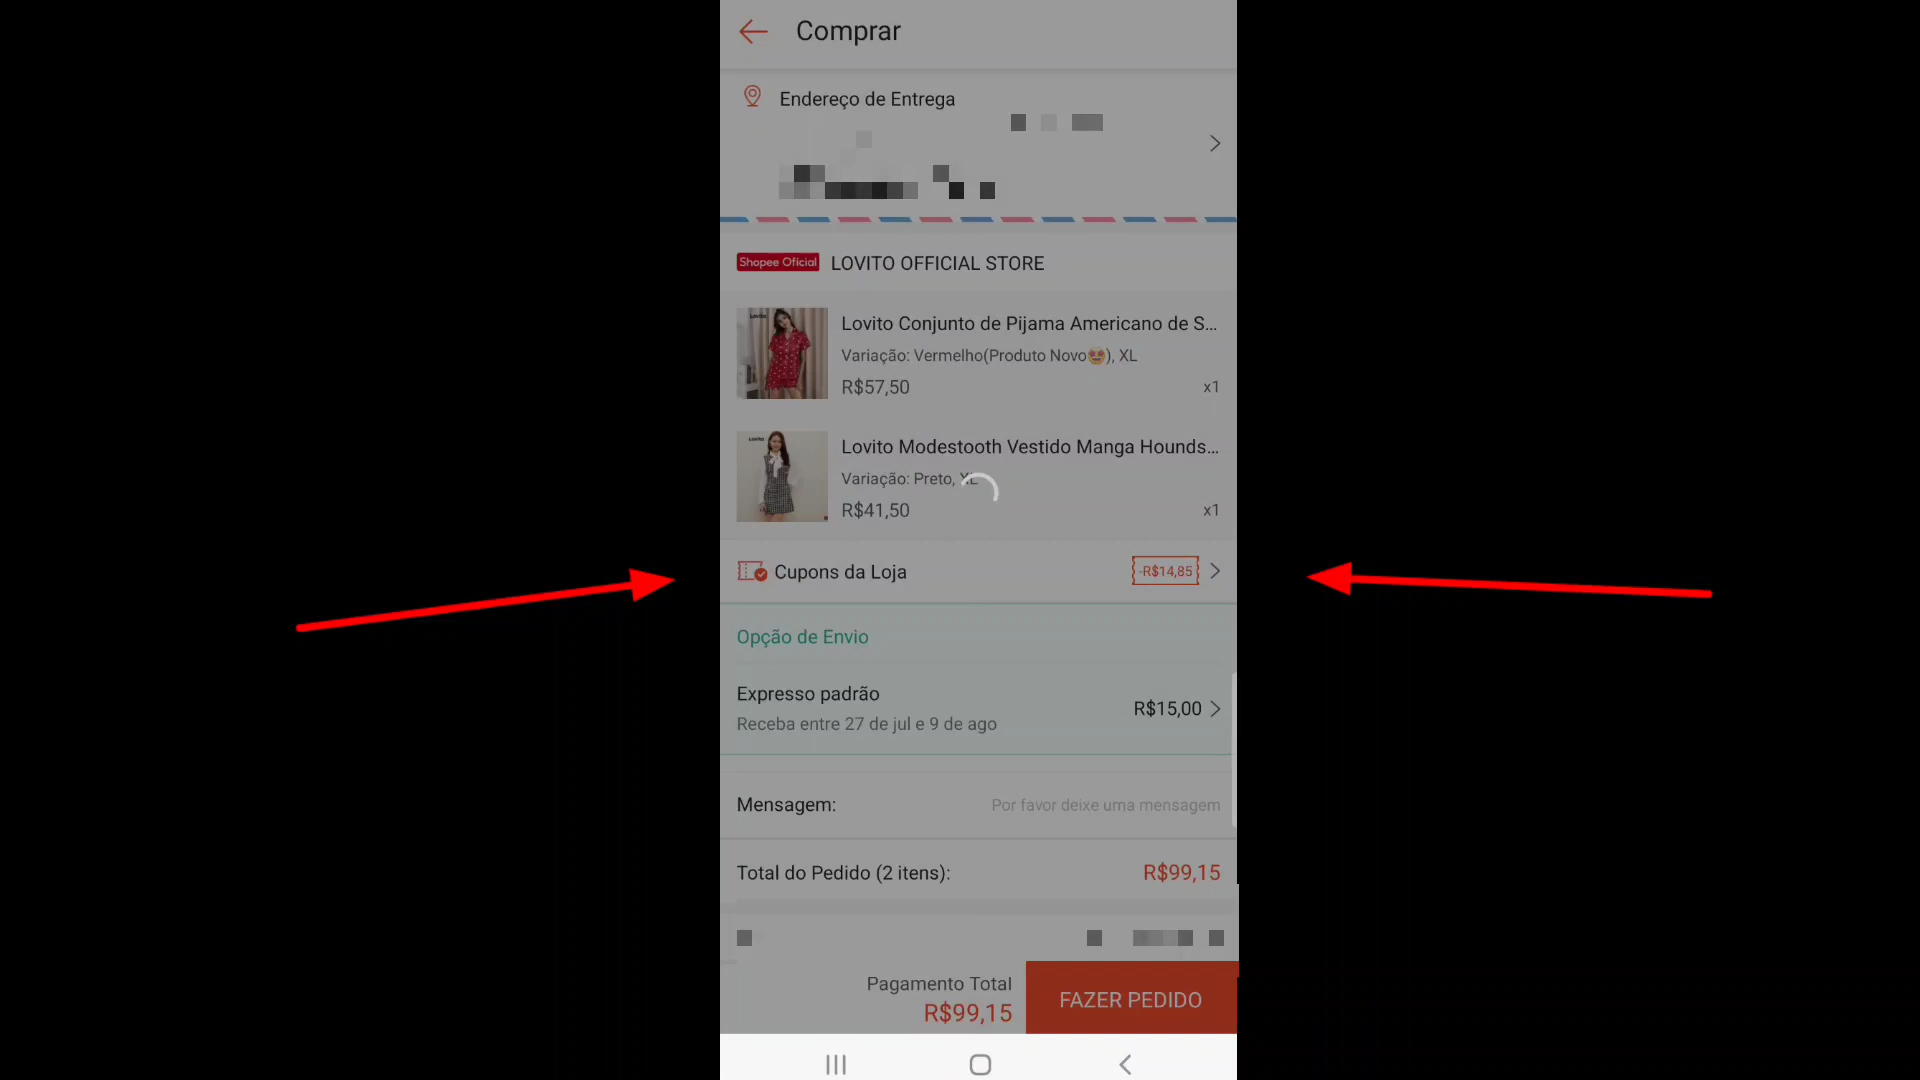 Comprar
Endereço de Entrega
Shopee Oficial LOVITO OFFICIAL STORE
Lovito Conjunto de Pijama Americano de S...
Variação: Vermelho(Produto Novo🤩), XL
R$57,50 x1
Lovito Modestooth Vestido Manga Hounds...
Variação: Preto, XL
R$41,50 x1
Cupons da Loja -R$14,85
Opção de Envio
Expresso padrão
R$15,00
Receba entre 27 de jul e 9 de ago
Mensagem: Por favor deixe uma mensagem
Total do Pedido (2 itens): R$99,15
Pagamento Total
R$99,15
FAZER PEDIDO